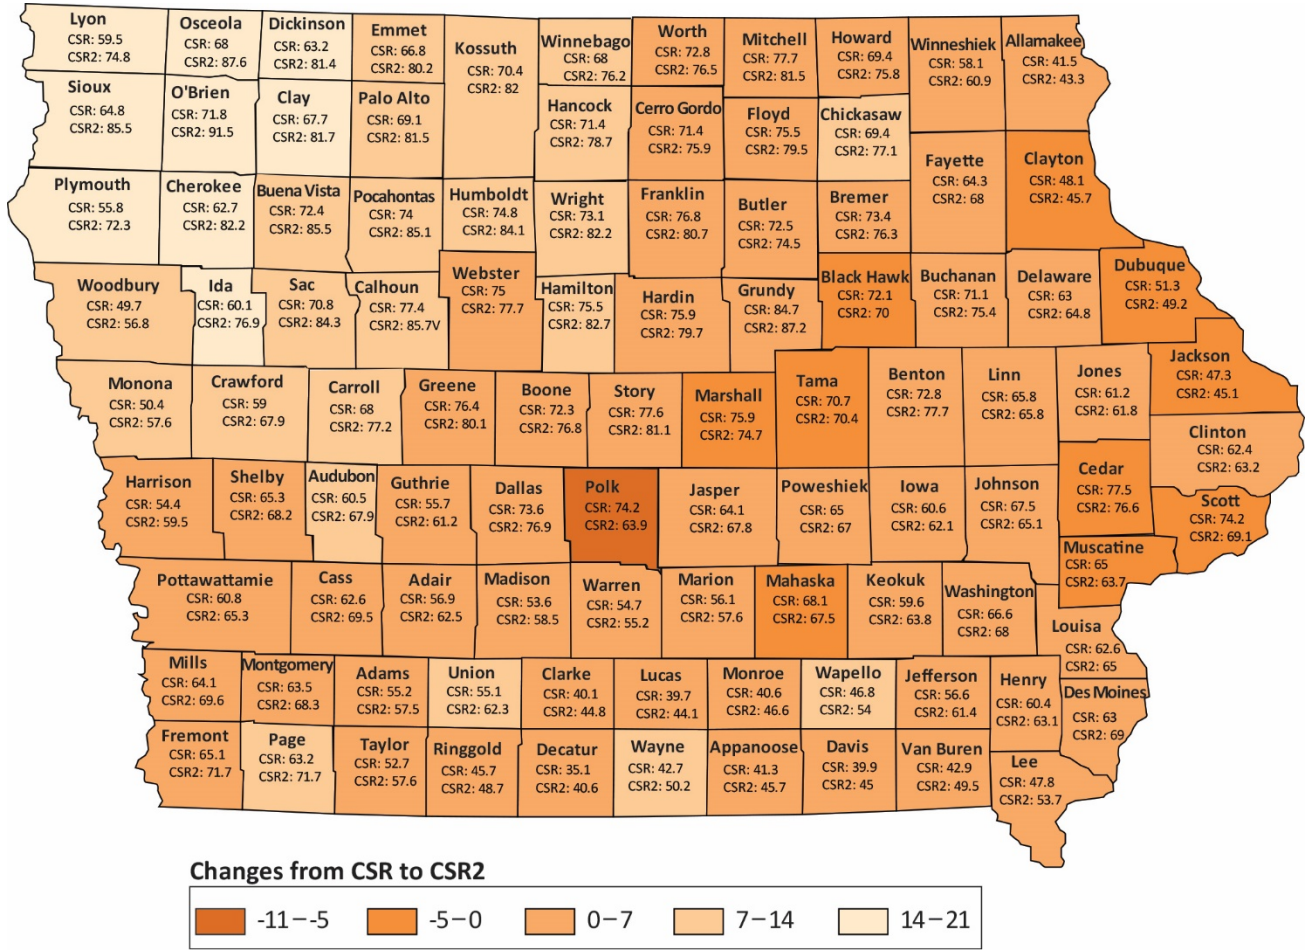 Lyon
CSR: 59.5
CSR2: 74.8
Osceola
CSR: 68
CSR2: 87.6
Dickinson
CSR: 63.2
CSR2: 81.4
Emmet
CSR: 66.8
CSR2: 80.2
Kossuth
CSR: 70.4
CSR2: 82
Winnebago
CSR: 68
CSR2: 76.2
Worth
CSR: 72.8
CSR2: 76.5
Mitchell
CSR: 77.7
CSR2: 81.5
Howard
CSR: 69.4
CSR2: 75.8
Winneshiek
CSR: 58.1
CSR2: 60.9
Allamakee
CSR: 41.5
CSR2: 43.3
Sioux
CSR: 64.8
CSR2: 85.5
O'Brien
CSR: 71.8
CSR2: 91.5
Clay
CSR: 67.7
CSR2: 81.7
Palo Alto
CSR: 69.1
CSR2: 81.5
Hancock
CSR: 71.4
CSR2: 78.7
Cerro Gordo
CSR: 71.4
CSR2: 75.9
Floyd
CSR: 75.5
CSR2: 79.5
Chickasaw
CSR: 69.4
CSR2: 77.1
Fayette
CSR: 64.3
CSR2: 68
Clayton
CSR: 48.1
CSR2: 45.7
Plymouth
CSR: 55.8
CSR2: 72.3
Cherokee
CSR: 62.7
CSR2: 82.2
Buena Vista
CSR: 72.4
CSR2: 85.5
Pocahontas
CSR: 74
CSR2: 85.1
Humboldt
CSR: 74.8
CSR2: 84.1
Wright
CSR: 73.1
CSR2: 82.2
Franklin
CSR: 76.8
CSR2: 80.7
Butler
CSR: 72.5
CSR2: 74.5
Bremer
CSR: 73.4
CSR2: 76.3
Woodbury
CSR: 49.7
CSR2: 56.8
Ida
CSR: 60.1
CSR2: 76.9
Sac
CSR: 70.8
CSR2: 84.3
Calhoun
CSR: 77.4
CSR2: 85.7V
Webster
CSR: 75
CSR2: 77.7
Hamilton
CSR: 75.5
CSR2: 82.7
Hardin
CSR: 75.9
CSR2: 79.7
Grundy
CSR: 84.7
CSR2: 87.2
Black Hawk
CSR: 72.1
CSR2: 70
Buchanan
CSR: 71.1
CSR2: 75.4
Delaware
CSR: 63
CSR2: 64.8
Dubuque
CSR: 51.3
CSR2: 49.2
Monona
CSR: 50.4
CSR2: 57.6
Crawford
CSR: 59
CSR2: 67.9
Carroll
CSR: 68
CSR2: 77.2
Greene
CSR: 76.4
CSR2: 80.1
Boone
CSR: 72.3
CSR2: 76.8
Story
CSR: 77.6
CSR2: 81.1
Marshall
CSR: 75.9
CSR2: 74.7
Tama
CSR: 70.7
CSR2: 70.4
Benton
CSR: 72.8
CSR2: 77.7
Linn
CSR: 65.8
CSR2: 65.8
Jones
CSR: 61.2
CSR2: 61.8
Jackson
CSR: 47.3
CSR2: 45.1
Clinton
CSR: 62.4
CSR2: 63.2
Harrison
CSR: 54.4
CSR2: 59.5
Shelby
CSR: 65.3
CSR2: 68.2
Audubon
CSR: 60.5
CSR2: 67.9
Guthrie
CSR: 55.7
CSR2: 61.2
Dallas
CSR: 73.6
CSR2: 76.9
Polk
CSR: 74.2
CSR2: 63.9
Jasper
CSR: 64.1
CSR2: 67.8
Poweshiek
CSR: 65
CSR2: 67
Iowa
CSR: 60.6
CSR2: 62.1
Johnson
CSR: 67.5
CSR2: 65.1
Cedar
CSR: 77.5
CSR2: 76.6
Scott
CSR: 74.2
CSR2: 69.1
Muscatine
CSR: 65
CSR2: 63.7
Pottawattamie
CSR: 60.8
CSR2: 65.3
Cass
CSR: 62.6
CSR2: 69.5
Adair
CSR: 56.9
CSR2: 62.5
Madison
CSR: 53.6
CSR2: 58.5
Warren
CSR: 54.7
CSR2: 55.2
Marion
CSR: 56.1
CSR2: 57.6
Mahaska
CSR: 68.1
CSR2: 67.5
Keokuk
CSR: 59.6
CSR2: 63.8
Washington
CSR: 66.6
CSR2: 68
Louisa
CSR: 62.6
CSR2: 65
Mills
CSR: 64.1
CSR2: 69.6
Montgomery
CSR: 63.5
CSR2: 68.3
Adams
CSR: 55.2
CSR2: 57.5
Union
CSR: 55.1
CSR2: 62.3
Clarke
CSR: 40.1
CSR2: 44.8
Lucas
CSR: 39.7
CSR2: 44.1
Monroe
CSR: 40.6
CSR2: 46.6
Wapello
CSR: 46.8
CSR2: 54
Jefferson
CSR: 56.6
CSR2: 61.4
Henry
CSR: 60.4
CSR2: 63.1
Des Moines
CSR: 63
CSR2: 69
Fremont
CSR: 65.1
CSR2: 71.7
Page
CSR: 63.2
CSR2: 71.7
Taylor
CSR: 52.7
CSR2: 57.6
Ringgold
CSR: 45.7
CSR2: 48.7
Decatur
CSR: 35.1
CSR2: 40.6
Wayne
CSR: 42.7
CSR2: 50.2
Appanoose
CSR: 41.3
CSR2: 45.7
Davis
CSR: 39.9
CSR2: 45
Van Buren
CSR: 42.9
CSR2: 49.5
Lee
CSR: 47.8
CSR2: 53.7
Changes from CSR to CSR2
-11–-5
-5–0
0–7
7–14
14–21